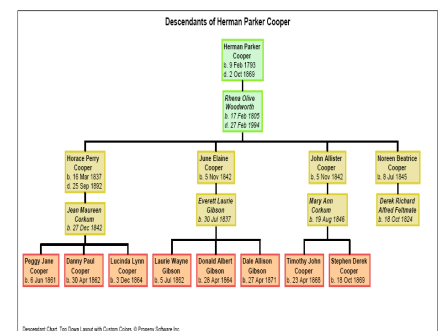 Descendants of Herman Parker Cooper
Herman Parker
Cooper
b. 9 Feb 1793
d. 2 Oct 1869
Rhena Olive
Woodworth
b. 17 Feb 1805
d. 27 Feb 1994
Horace Perry
Cooper
b. 16 Mar 1837
d. 25 Sep 1892
June Elaine
Cooper
b. 5 Nov 1842
John Allister
Cooper
b. 5 Nov 1842
Noreen Beatrice
Cooper
b. 8 Jul 1845
Jean Maureen
Corkum
b. 27 Dec 1842
Everett Laurie
Gibson
b. 30 Jul 1837
Mary Ann
Corkum
b. 19 Aug 1846
Derek Richard
Alfred Feltmate
b. 18 Oct 1824
Peggy Jane
Cooper
b. 6 Jun 1861
Danny Paul
Cooper
b. 30 Apr 1862
Lucinda Lynn
Cooper
b. 3 Dec 1864
Laurie Wayne
Gibson
b. 5 Jul 1862
Donald Albert
Gibson
b. 28 Apr 1864
Dale Allison
Gibson
b. 27 Apr 1871
Timothy John
Cooper
b. 23 Apr 1868
Stephen Derek
Cooper
b. 18 Oct 1869
Descendant Chart, Top Down Layout with Custom Colors, © Progeny Software Inc.